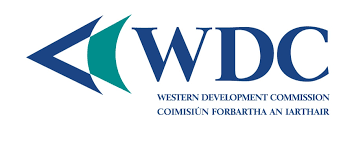 WDC
WESTERN DEVELOPMENT COMMISSION
COIMISIÚN FORBARTHA AN IARTHAIR